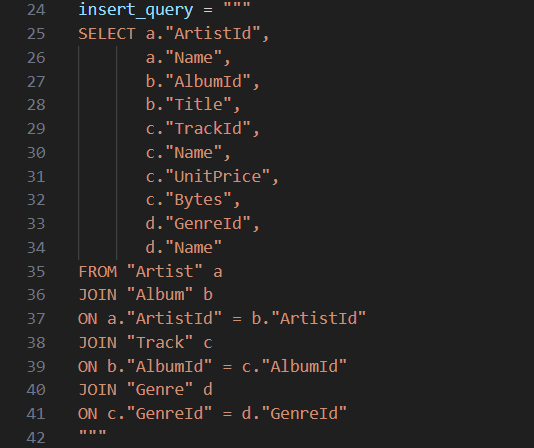 24 insert_query = """
25 SELECT a."ArtistId",
26 a."Name",
27 b."AlbumId",
28 b."Title",
29 c."TrackId",
30 c."Name",
31 c."UnitPrice",
32 c."Bytes",
33 d."GenreId",
34 d."Name"
35 FROM "Artist" a
36 JOIN "Album" b
37 ON a."ArtistId" = b."ArtistId"
38 JOIN "Track" c
39 ON b."AlbumId" = c."AlbumId"
40 JOIN "Genre" d
41 ON c."GenreId" = d."GenreId"
42 """